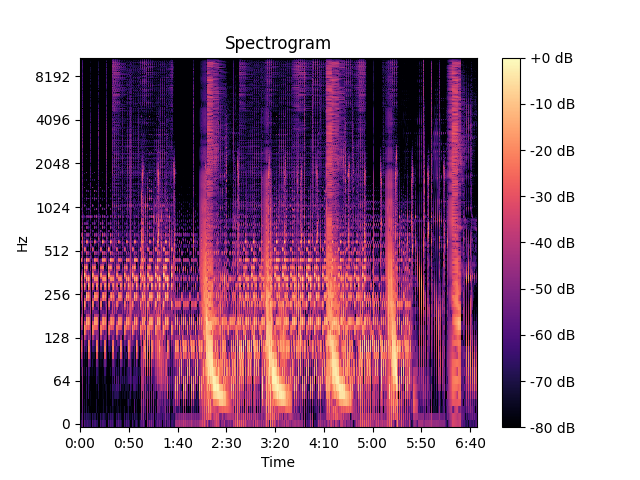 Spectrogram
8192
4096
2048
1024
512
256
128
64
0
Hz
0:00 0:50 1:40 2:30 3:20 4:10 5:00 5:50 6:40
Time
+0 dB
-10 dB
-20 dB
-30 dB
-40 dB
-50 dB
-60 dB
-70 dB
-80 dB